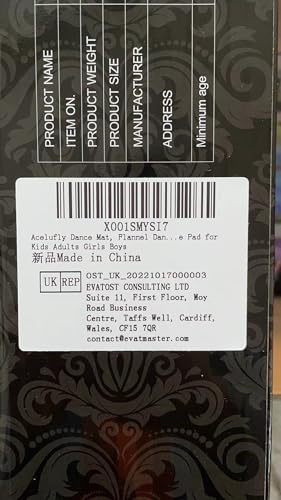 PRODUCT NAME
ITEM ON.
PRODUCT WEIGHT
PRODUCT SIZE
MANUFACTURER
ADDRESS
Minimum age
X001SMYSI7
Acelufly Dance Mat, Flannel Dan...e Pad for
Kids Adults Girls Boys
新品Made in China
UK REP
OST_UK_20221017000003
EVATOST CONSULTING LTD
Suite 11, First Floor, Moy
Road Business
Centre, Taffs Well, Cardiff,
Wales, CF15 7QR
contact@evatmaster.com